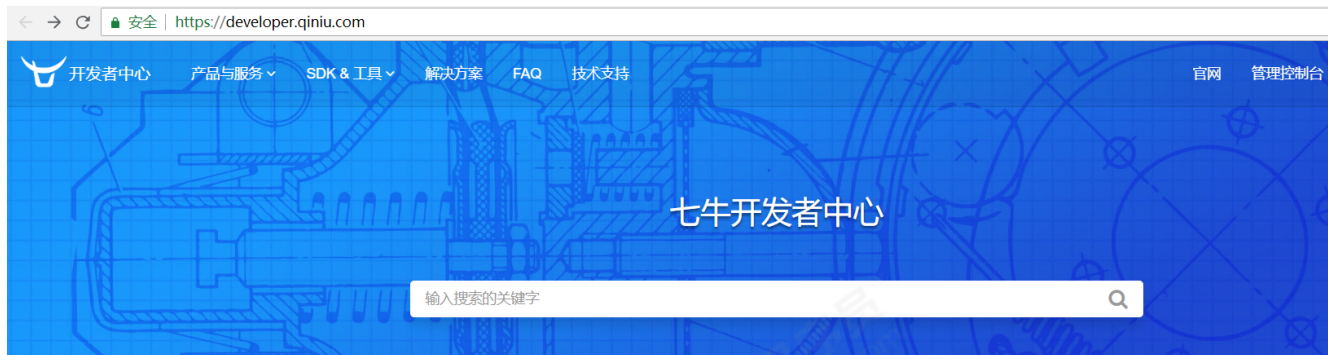 安全 | https://developer.qiniu.com
开发者中心 产品与服务 SDK & 工具 解决方案 FAQ 技术支持 官网 管理控制台
七牛开发者中心
输入搜索的关键字